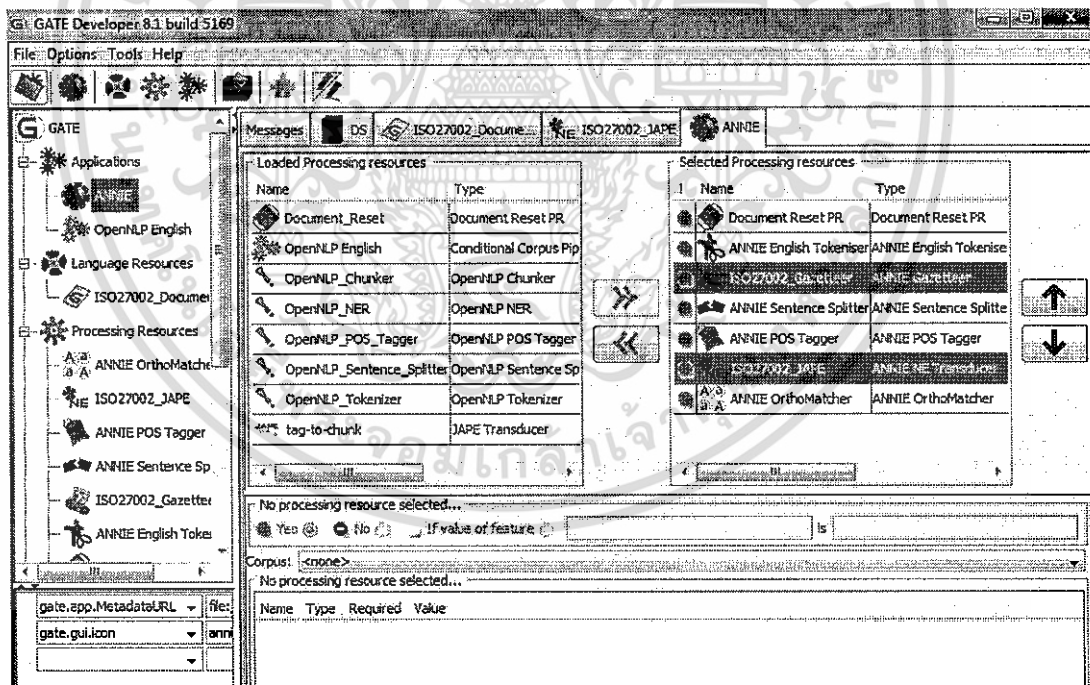 GATE Developer 8.1 build 5169
File Options Tools Help
GATE
Applications
ANNIE
OpenNLP English
Language Resources
ISO27002_Documer
Processing Resources
ANNIE OrthoMatche
ISO27002_JAPE
ANNIE POS Tagger
ANNIE Sentence Sp
ISO27002_Gazettee
ANNIE English Toker
gate.app.MetadataURL file:
gate.gui.icon ann
Messages DS ISO27002_Docume... ISO27002_JAPE ANNIE
Loaded Processing resources
Name Type
Document_Reset Document Reset PR
OpenNLP English Conditional Corpus Pip
OpenNLP_Chunker OpenNLP Chunker
OpenNLP_NER OpenNLP NER
OpenNLP_POS_Tagger OpenNLP POS Tagger
OpenNLP_Sentence_Splitter OpenNLP Sentence Sp
OpenNLP_Tokenizer OpenNLP Tokenizer
tag-to-chunk JAPE Transducer
Selected Processing resources
! Name Type
Document Reset PR Document Reset PR
ANNIE English Tokeniser ANNIE English Tokenise
ISO27002_Gazetteer ANNIE Gazetteer
ANNIE Sentence Splitter ANNIE Sentence Splitte
ANNIE POS Tagger ANNIE POS Tagger
ISO27002_JAPE ANNIE NE Transducer
ANNIE OrthoMatcher ANNIE OrthoMatcher
No processing resource selected...
Yes No If value of feature is
Corpus: <none>
No processing resource selected...
Name Type Required Value